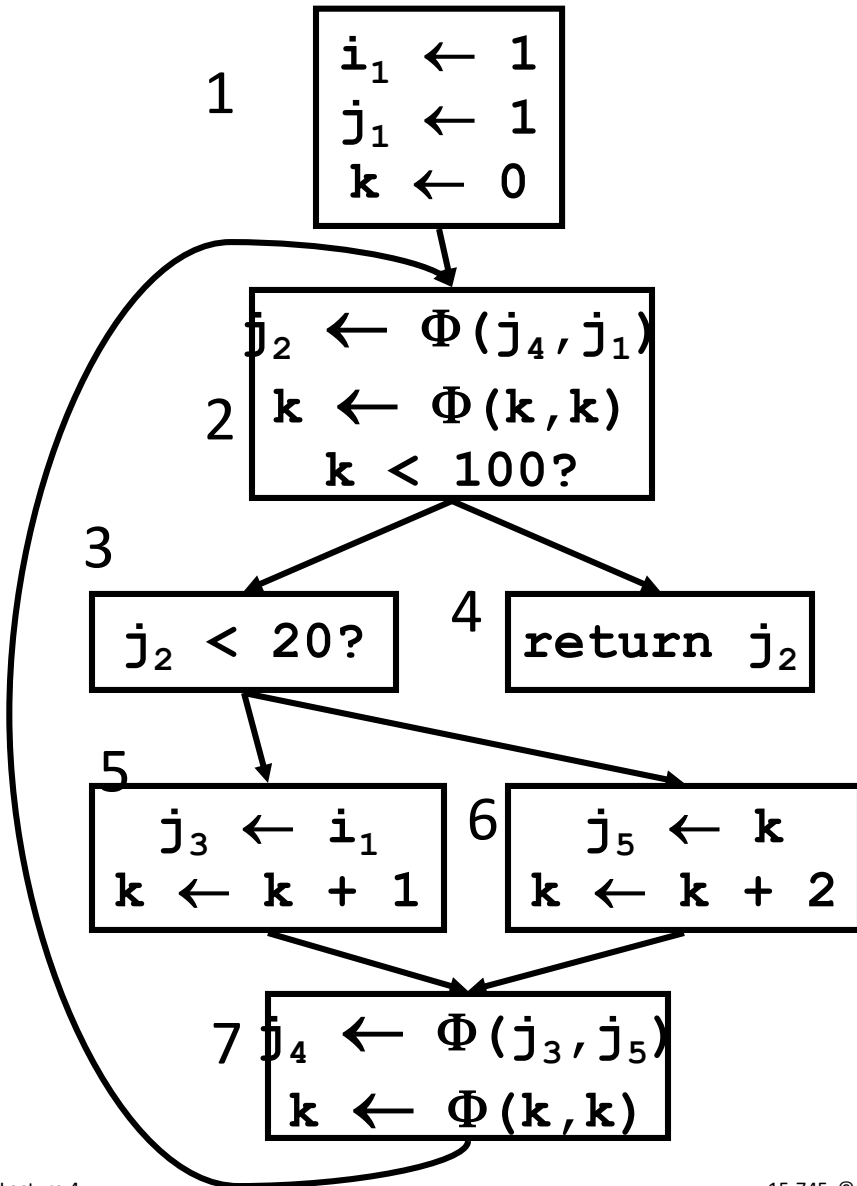 1
i₁ ← 1
j₁ ← 1
k ← 0
2
j₂ ← Φ(j₄,j₁)
k ← Φ(k,k)
k < 100?
3
j₂ < 20?
4
return j₂
5
j₃ ← i₁
k ← k + 1
6
j₅ ← k
k ← k + 2
7
j₄ ← Φ(j₃,j₅)
k ← Φ(k,k)